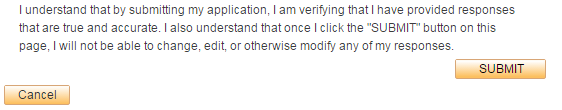 I understand that by submitting my application, I am verifying that I have provided responses
that are true and accurate. I also understand that once I click the "SUBMIT" button on this
page, I will not be able to change, edit, or otherwise modify any of my responses.
SUBMIT
Cancel